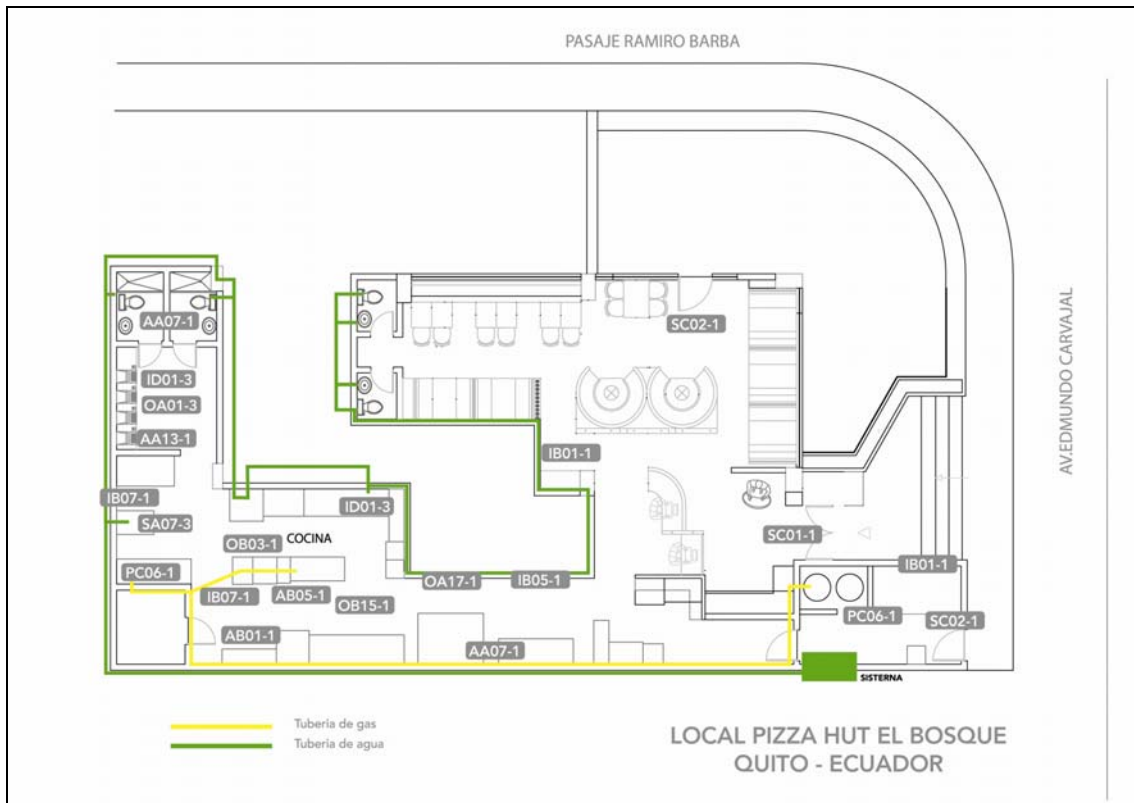 PASAJE RAMIRO BARBA
AV.EDMUNDO CARVAJAL
AA07-1
SC02-1
ID01-3
OA01-3
AA13-1
IB01-1
IB07-1
ID01-3
SA07-3
SC01-1
OB03-1
COCINA
IB01-1
PC06-1
OA17-1
IB05-1
IB07-1
AB05-1
OB15-1
PC06-1
SC02-1
AB01-1
AA07-1
SISTERNA
Tubería de gas
Tubería de agua
LOCAL PIZZA HUT EL BOSQUE
QUITO - ECUADOR